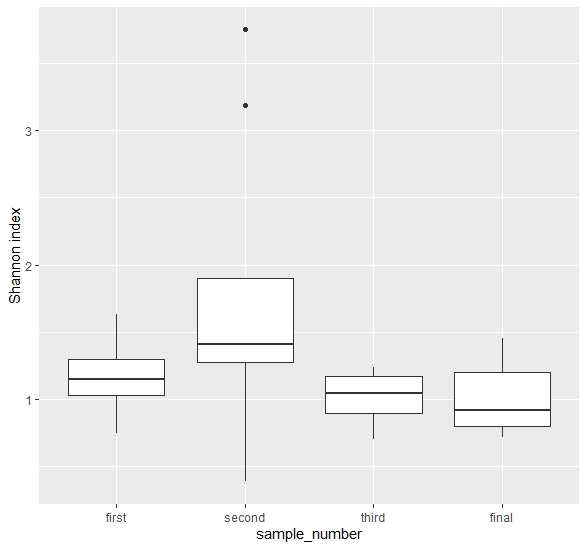 Shannon index
3
2
1
first second third final
sample_number